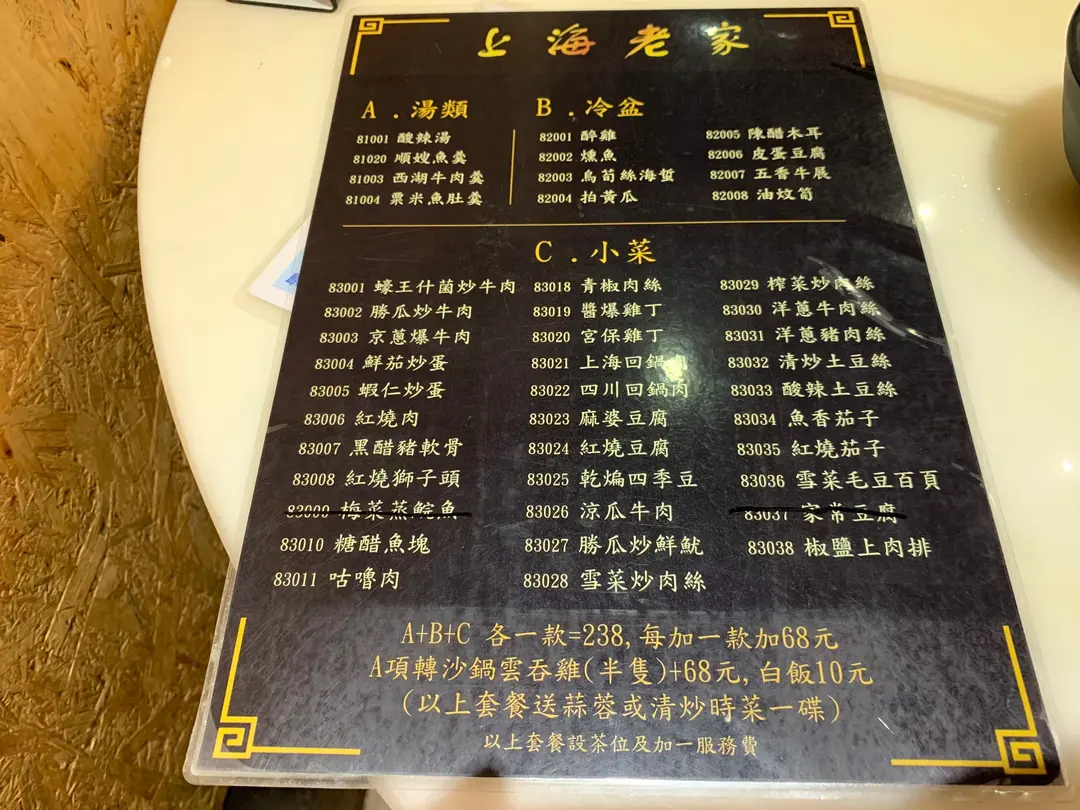 上海老家
A．湯類
81001 酸辣湯
81020 順嫂魚羹
81003 西湖牛肉羹
81004 粟米魚肚羹
B．冷盆
82001 醉雞
82002 燻魚
82003 烏筍絲海蜇
82004 拍黃瓜
82005 陳醋木耳
82006 皮蛋豆腐
82007 五香牛展
82008 油炆筍
C．小菜
83001 蠔王什菌炒牛肉
83002 勝瓜炒牛肉
83003 京蔥爆牛肉
83004 鮮茄炒蛋
83005 蝦仁炒蛋
83006 紅燒肉
83007 黑醋豬軟骨
83008 紅燒獅子頭
83009 梅菜蒸鯇魚
83010 糖醋魚塊
83011 咕嚕肉
83018 青椒肉絲
83019 醬爆雞丁
83020 宮保雞丁
83021 上海回鍋肉
83022 四川回鍋肉
83023 麻婆豆腐
83024 紅燒豆腐
83025 乾煸四季豆
83026 涼瓜牛肉
83027 勝瓜炒鮮魷
83028 雪菜炒肉絲
83029 榨菜炒肉絲
83030 洋蔥牛肉絲
83031 洋蔥豬肉絲
83032 清炒土豆絲
83033 酸辣土豆絲
83034 魚香茄子
83035 紅燒茄子
83036 雪菜毛豆百頁
83037 家常豆腐
83038 椒鹽上肉排
A+B+C 各一款=238,每加一款加68元
A項轉沙鍋雲吞雞(半隻)+68元,白飯10元
(以上套餐送蒜蓉或清炒時菜一碟)
以上套餐設茶位及加一服務費